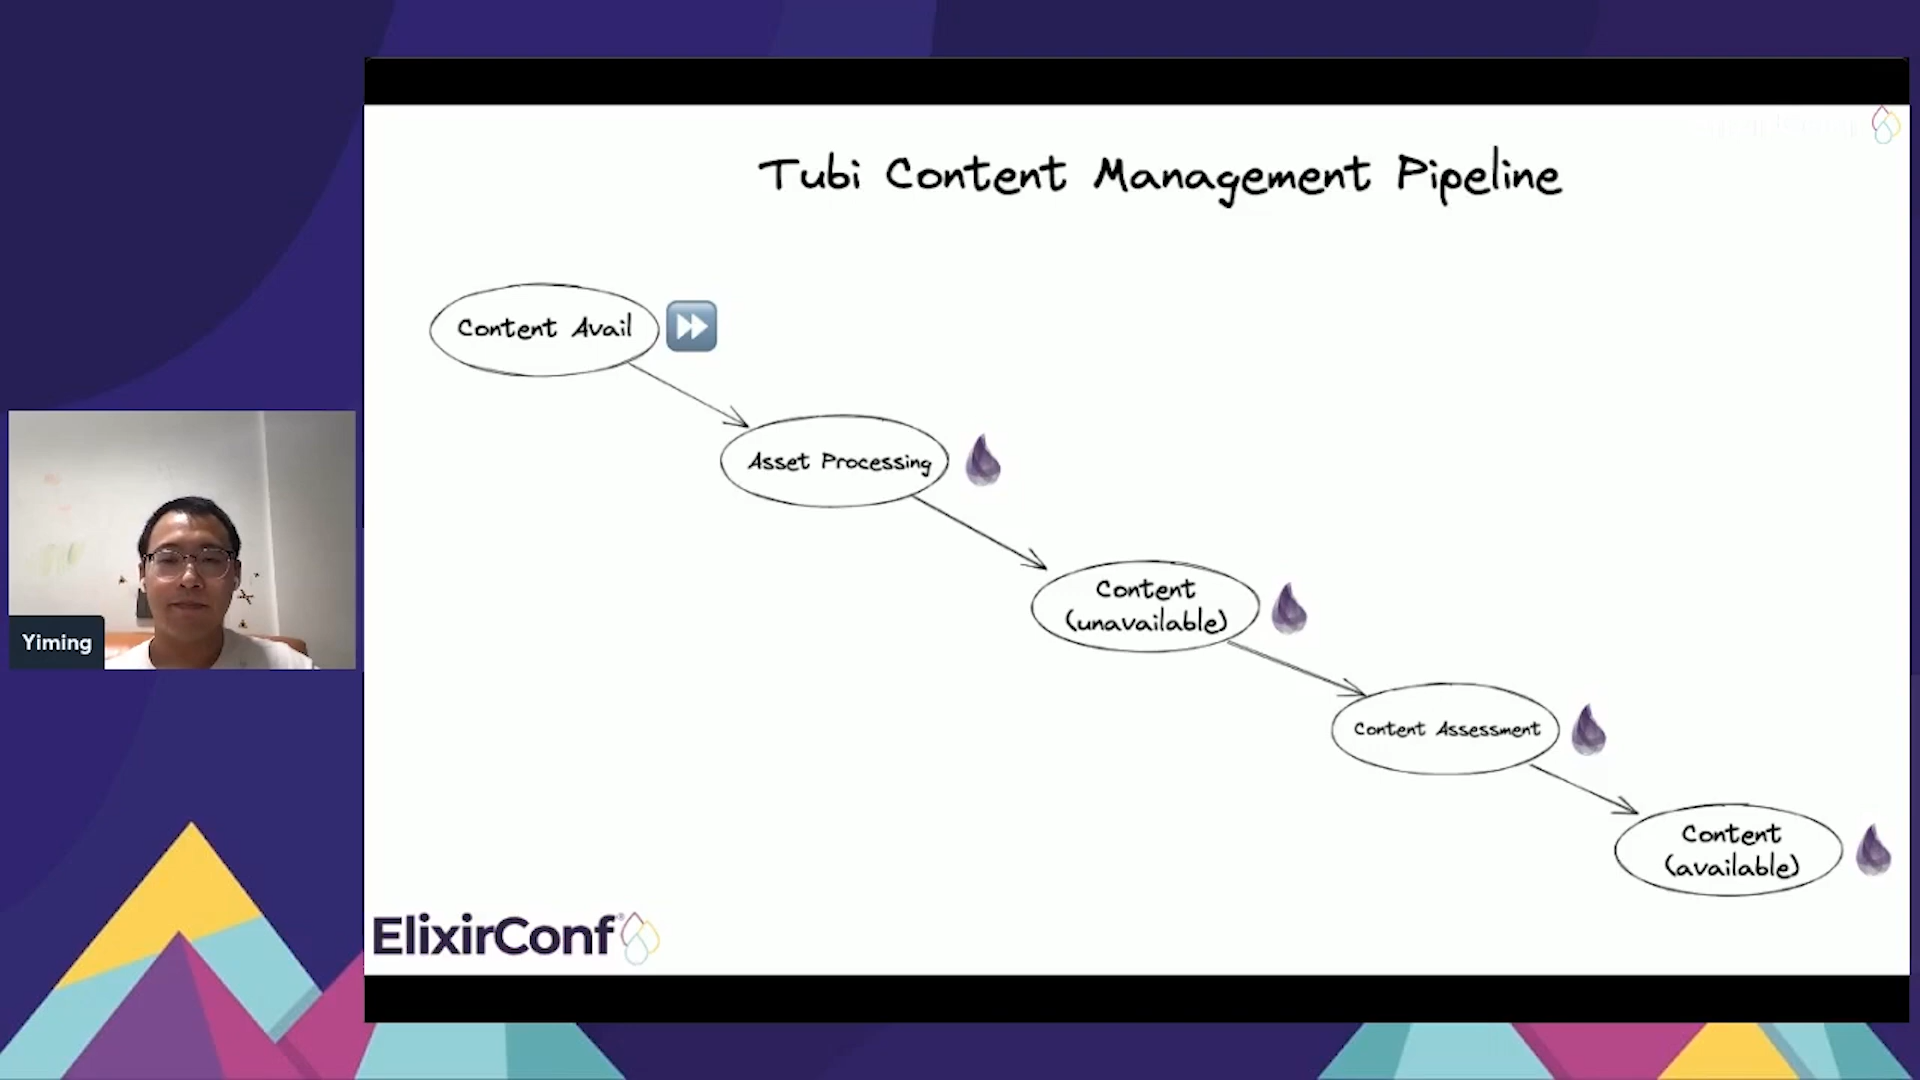 Tubi Content Management Pipeline
Content Avail
Asset Processing
Content
(unavailable)
Content Assessment
Content
(available)
Yiming
ElixirConf®